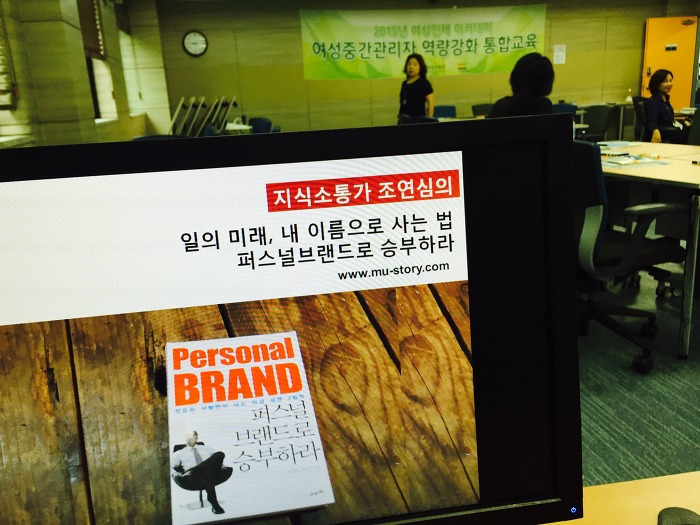 2015년 여성인재 아카데미
여성중간관리자 역량강화 통합교육
지식소통가 조연심의
일의 미래, 내 이름으로 사는 법
퍼스널브랜드로 승부하라
www.mu-story.com
Personal
BRAND
퍼스널
브랜드로
승부하라